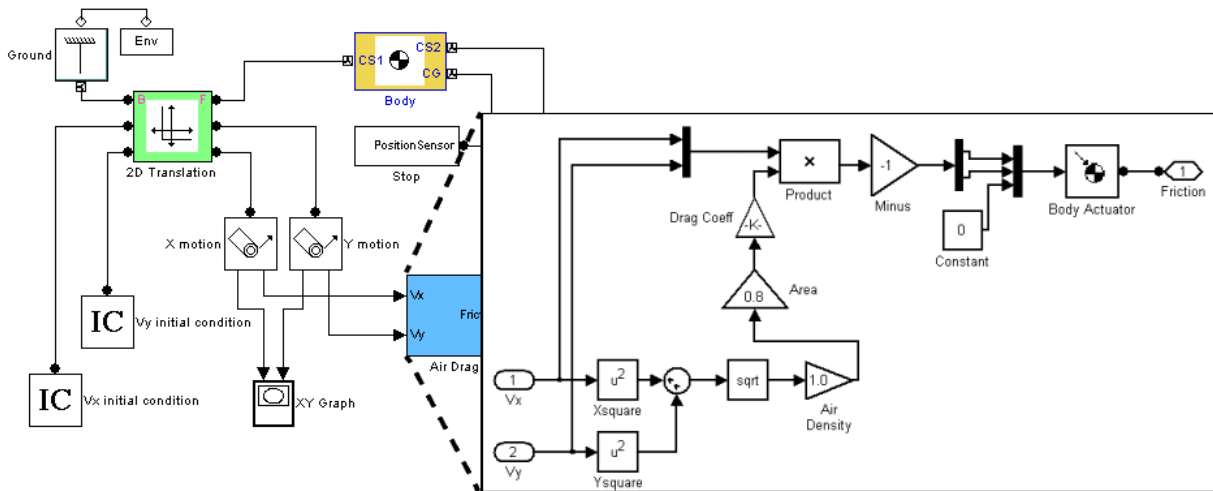 Ground
Env
B
F
2D Translation
CS1
CS2
CG
Body
PositionSensor
Stop
X motion
Y motion
IC
Vy initial condition
IC
Vx initial condition
XY Graph
Vx
Vy
Frict
Air Drag
×
Product
-1
Minus
0
Constant
Body Actuator
1
Friction
Drag Coeff
-K-
0.8
Area
1
Vx
u²
Xsquare
++
sqrt
1.0
Air
Density
2
Vy
u²
Ysquare